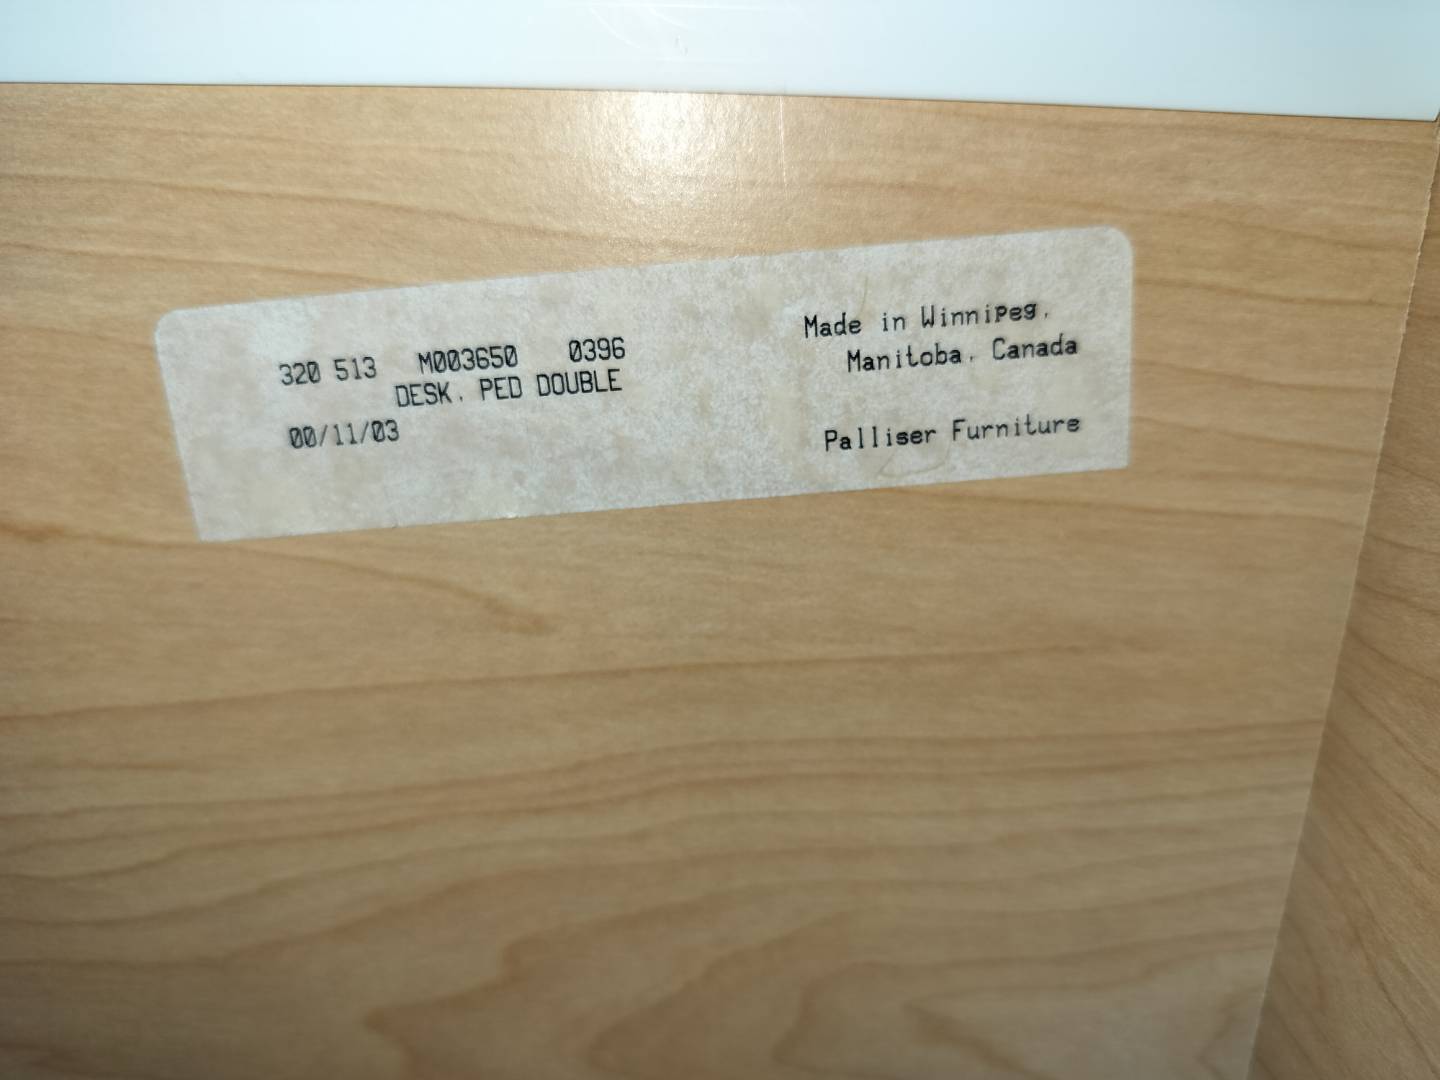 320 513 M003650 0396
DESK, PED DOUBLE
00/11/03
Made in Winnipeg,
Manitoba, Canada
Palliser Furniture